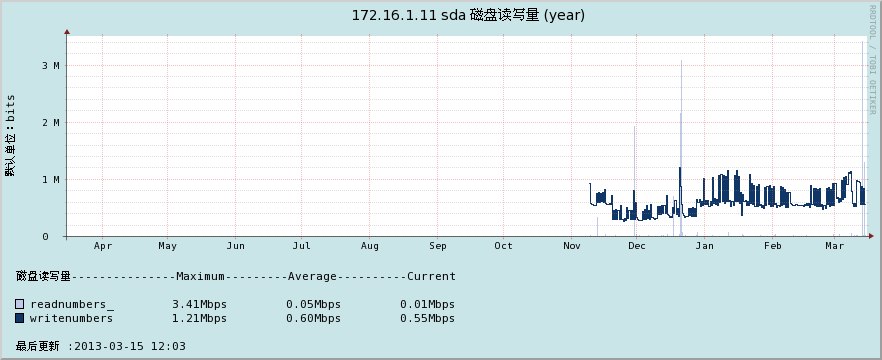 172.16.1.11 sda 磁盘读写量 (year)
RRDTOOL / TOBI OETIKER
默认单位：bits
3 M
2 M
1 M
0
Apr May Jun Jul Aug Sep Oct Nov Dec Jan Feb Mar
磁盘读写量---------------Maximum---------Average----------Current
readnumbers_ 3.41Mbps 0.05Mbps 0.01Mbps
writenumbers 1.21Mbps 0.60Mbps 0.55Mbps
最后更新 :2013-03-15 12:03